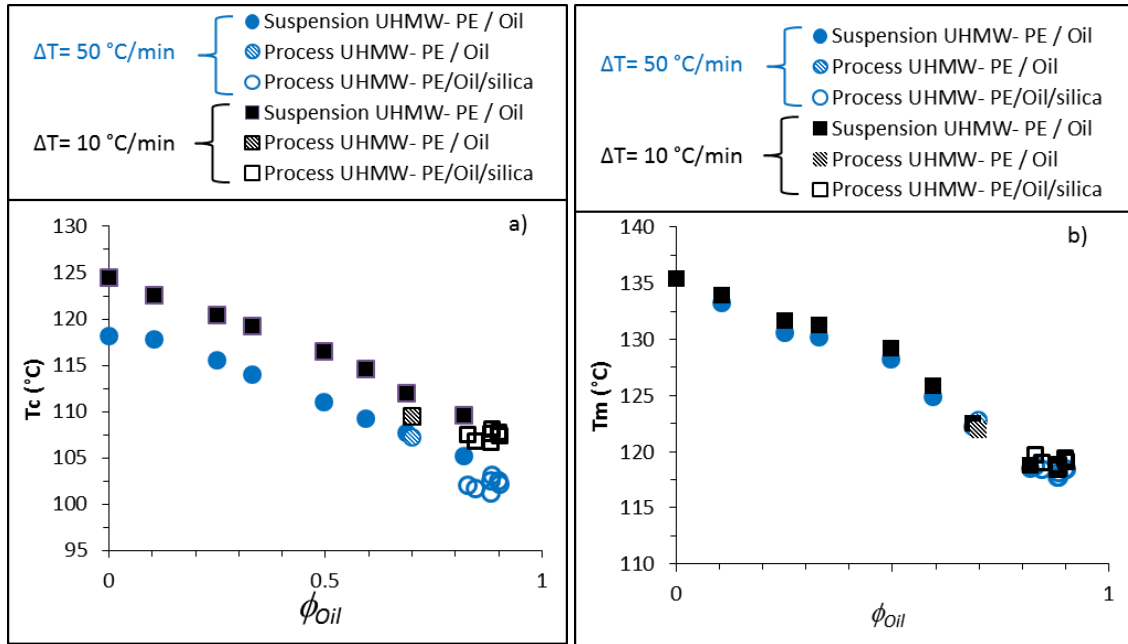 Suspension UHMW- PE / Oil
ΔT= 50 °C/min
Process UHMW- PE / Oil
Process UHMW- PE/Oil/silica
Suspension UHMW- PE / Oil
ΔT= 10 °C/min
Process UHMW- PE / Oil
Process UHMW- PE/Oil/silica
a)
Tc (°C)
130
125
120
115
110
105
100
95
0
0.5
1
ϕOil
Suspension UHMW- PE / Oil
ΔT= 50 °C/min
Process UHMW- PE / Oil
Process UHMW- PE/Oil/silica
Suspension UHMW- PE / Oil
ΔT= 10 °C/min
Process UHMW- PE / Oil
Process UHMW- PE/Oil/silica
b)
Tm (°C)
140
135
130
125
120
115
110
0
1
ϕOil